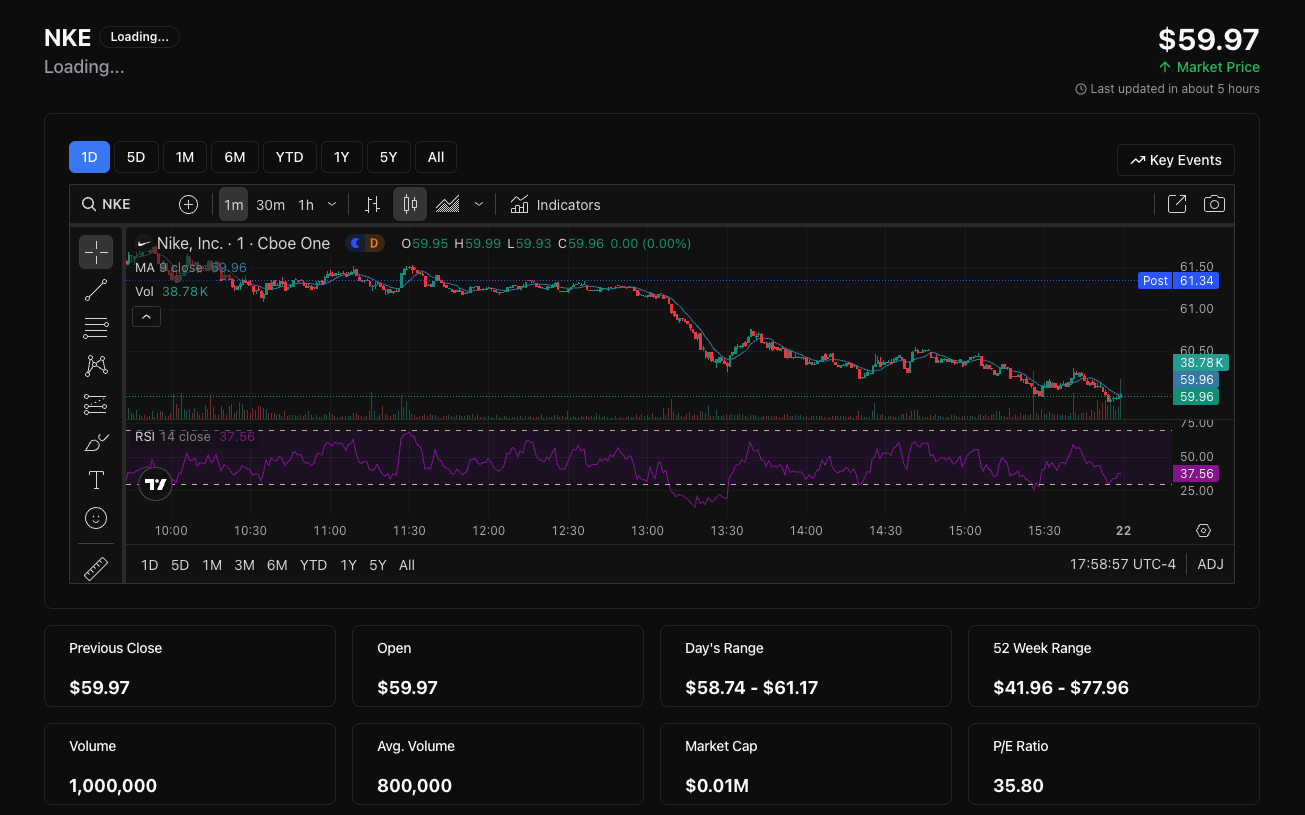 NKE Loading...
Loading...
$59.97
↑ Market Price
Last updated in about 5 hours
1D 5D 1M 6M YTD 1Y 5Y All
Key Events
NKE 1m 30m 1h Indicators
Nike, Inc. · 1 · Cboe One D O59.95 H59.99 L59.93 C59.96 0.00 (0.00%)
MA 9 close 59.96
Vol 38.78K
61.50
Post 61.34
61.00
60.50
38.78K
59.96
59.96
75.00
RSI 14 close 37.56
50.00
37.56
25.00
10:00 10:30 11:00 11:30 12:00 12:30 13:00 13:30 14:00 14:30 15:00 15:30 22
1D 5D 1M 3M 6M YTD 1Y 5Y All
17:58:57 UTC-4 ADJ
Previous Close
$59.97
Open
$59.97
Day's Range
$58.74 - $61.17
52 Week Range
$41.96 - $77.96
Volume
1,000,000
Avg. Volume
800,000
Market Cap
$0.01M
P/E Ratio
35.80